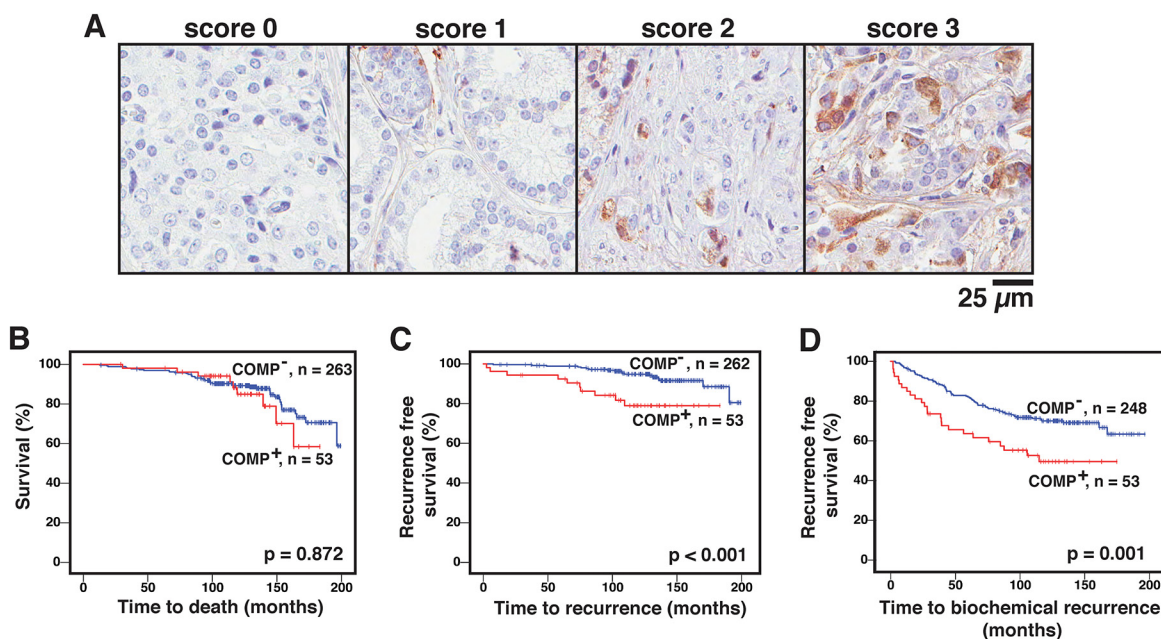 A
score 0
score 1
score 2
score 3
25 µm
B
Survival (%)
100
80
60
40
20
0
COMP⁻, n = 263
COMP⁺, n = 53
p = 0.872
0 50 100 150 200
Time to death (months)
C
Recurrence free
survival (%)
100
80
60
40
20
0
COMP⁻, n = 262
COMP⁺, n = 53
p < 0.001
0 50 100 150 200
Time to recurrence (months)
D
Recurrence free
survival (%)
100
80
60
40
20
0
COMP⁻, n = 248
COMP⁺, n = 53
p = 0.001
0 50 100 150 200
Time to biochemical recurrence
(months)